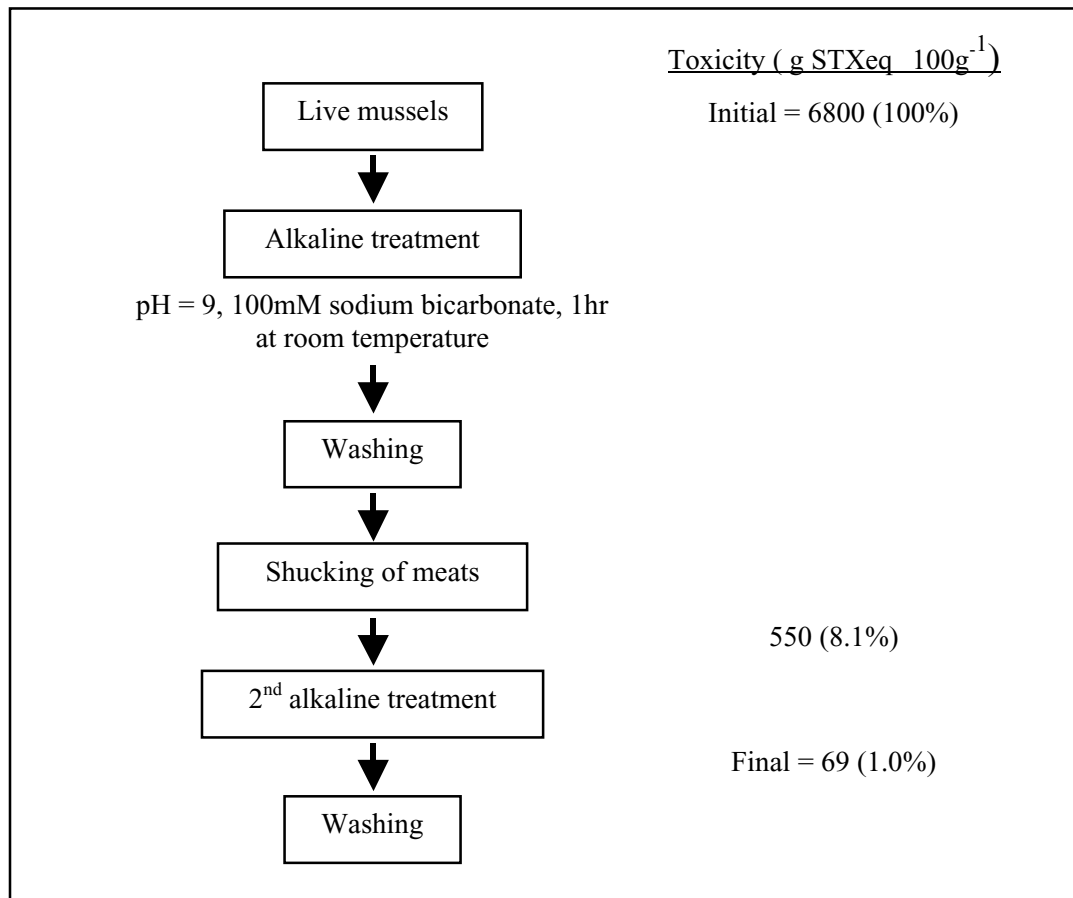 Toxicity ( g STXeq 100g-1)
Live mussels
Initial = 6800 (100%)
Alkaline treatment
pH = 9, 100mM sodium bicarbonate, 1hr
at room temperature
Washing
Shucking of meats
550 (8.1%)
2nd alkaline treatment
Final = 69 (1.0%)
Washing